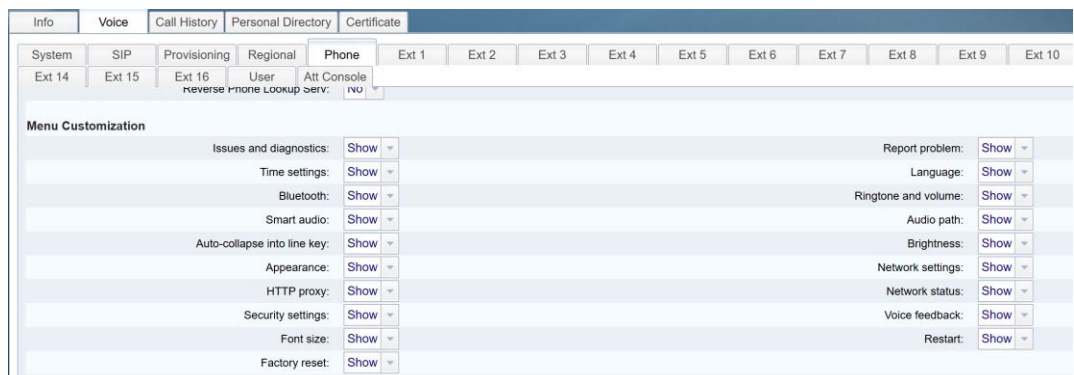 Info Voice Call History Personal Directory Certificate
System SIP Provisioning Regional Phone Ext 1 Ext 2 Ext 3 Ext 4 Ext 5 Ext 6 Ext 7 Ext 8 Ext 9 Ext 10
Ext 14 Ext 15 Ext 16 User Att Console
Reverse Phone Lookup Serv: No
Menu Customization
Issues and diagnostics: Show Report problem: Show
Time settings: Show Language: Show
Bluetooth: Show Ringtone and volume: Show
Smart audio: Show Audio path: Show
Auto-collapse into line key: Show Brightness: Show
Appearance: Show Network settings: Show
HTTP proxy: Show Network status: Show
Security settings: Show Voice feedback: Show
Font size: Show Restart: Show
Factory reset: Show